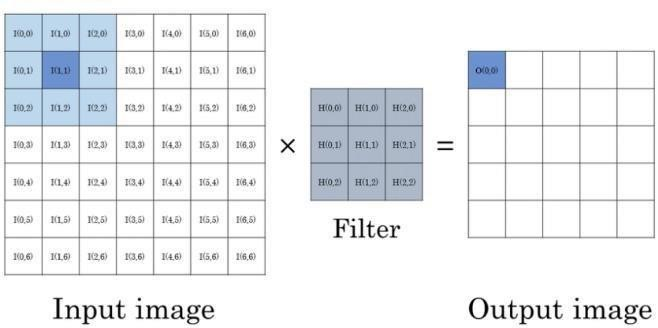 I(0,0) I(1,0) I(2,0) I(3,0) I(4,0) I(5,0) I(6,0)
I(0,1) I(1,1) I(2,1) I(3,1) I(4,1) I(5,1) I(6,1)
I(0,2) I(1,2) I(2,2) I(3,2) I(4,2) I(5,2) I(6,2)
I(0,3) I(1,3) I(2,3) I(3,3) I(4,3) I(5,3) I(6,3)
I(0,4) I(1,4) I(2,4) I(3,4) I(4,4) I(5,4) I(6,4)
I(0,5) I(1,5) I(2,5) I(3,5) I(4,5) I(5,5) I(6,5)
I(0,6) I(1,6) I(2,6) I(3,6) I(4,6) I(5,6) I(6,6)
Input image
×
H(0,0) H(1,0) H(2,0)
H(0,1) H(1,1) H(2,1)
H(0,2) H(1,2) H(2,2)
Filter
=
O(0,0)
Output image